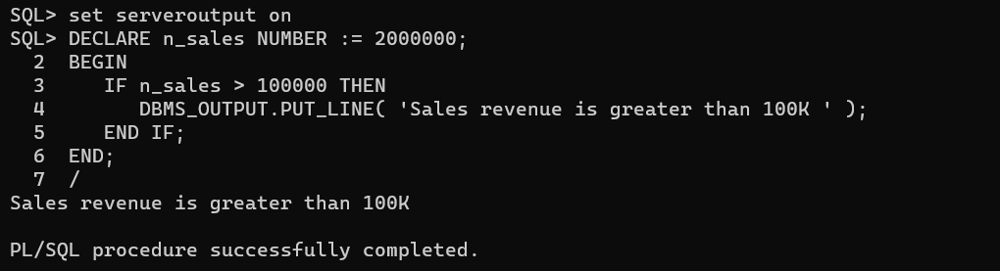 SQL> set serveroutput on
SQL> DECLARE n_sales NUMBER := 2000000;
  2  BEGIN
  3     IF n_sales > 100000 THEN
  4        DBMS_OUTPUT.PUT_LINE( 'Sales revenue is greater than 100K ' );
  5     END IF;
  6  END;
  7  /
Sales revenue is greater than 100K

PL/SQL procedure successfully completed.